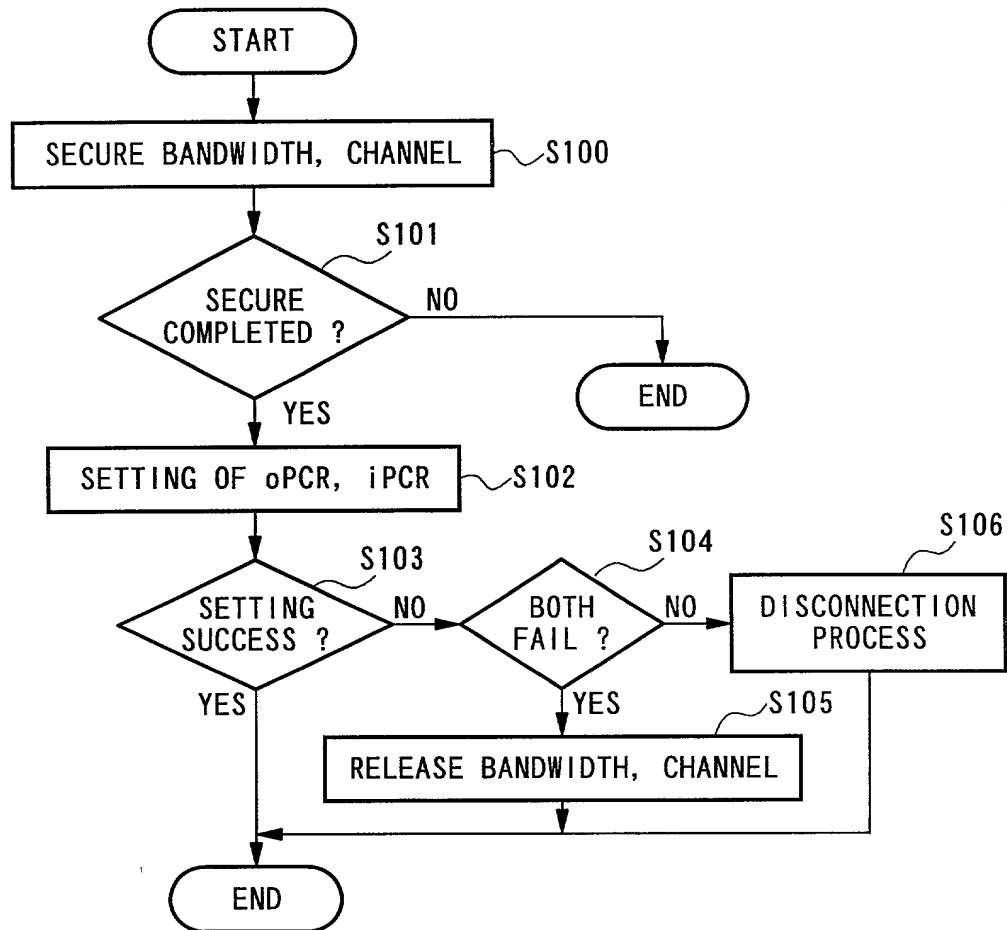 START
SECURE BANDWIDTH, CHANNEL
S100
S101
SECURE
COMPLETED ?
NO
END
YES
SETTING OF oPCR, iPCR
S102
S103
SETTING
SUCCESS ?
NO
YES
S104
BOTH
FAIL ?
NO
YES
S106
DISCONNECTION
PROCESS
S105
RELEASE BANDWIDTH, CHANNEL
END